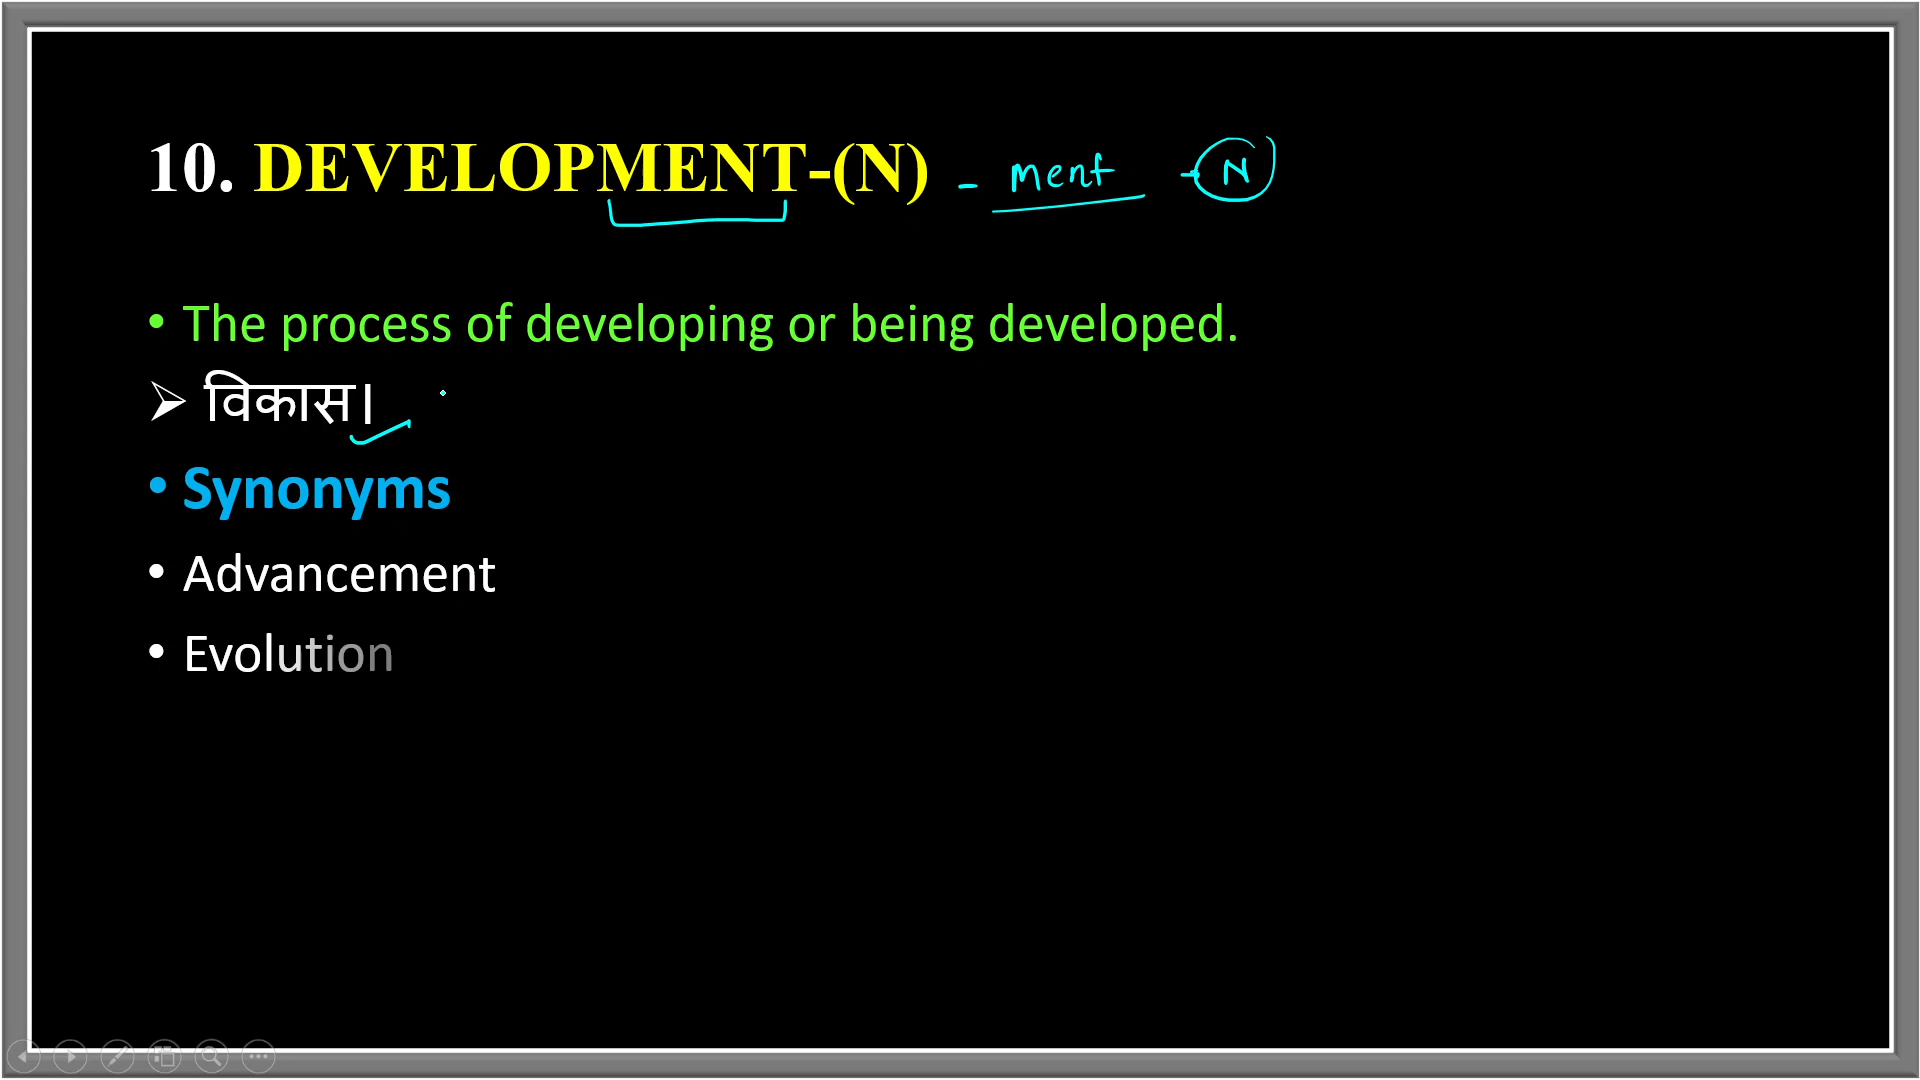 10. DEVELOPMENT-(N) - ment - N
• The process of developing or being developed.
➢ विकास।
• Synonyms
• Advancement
• Evolution